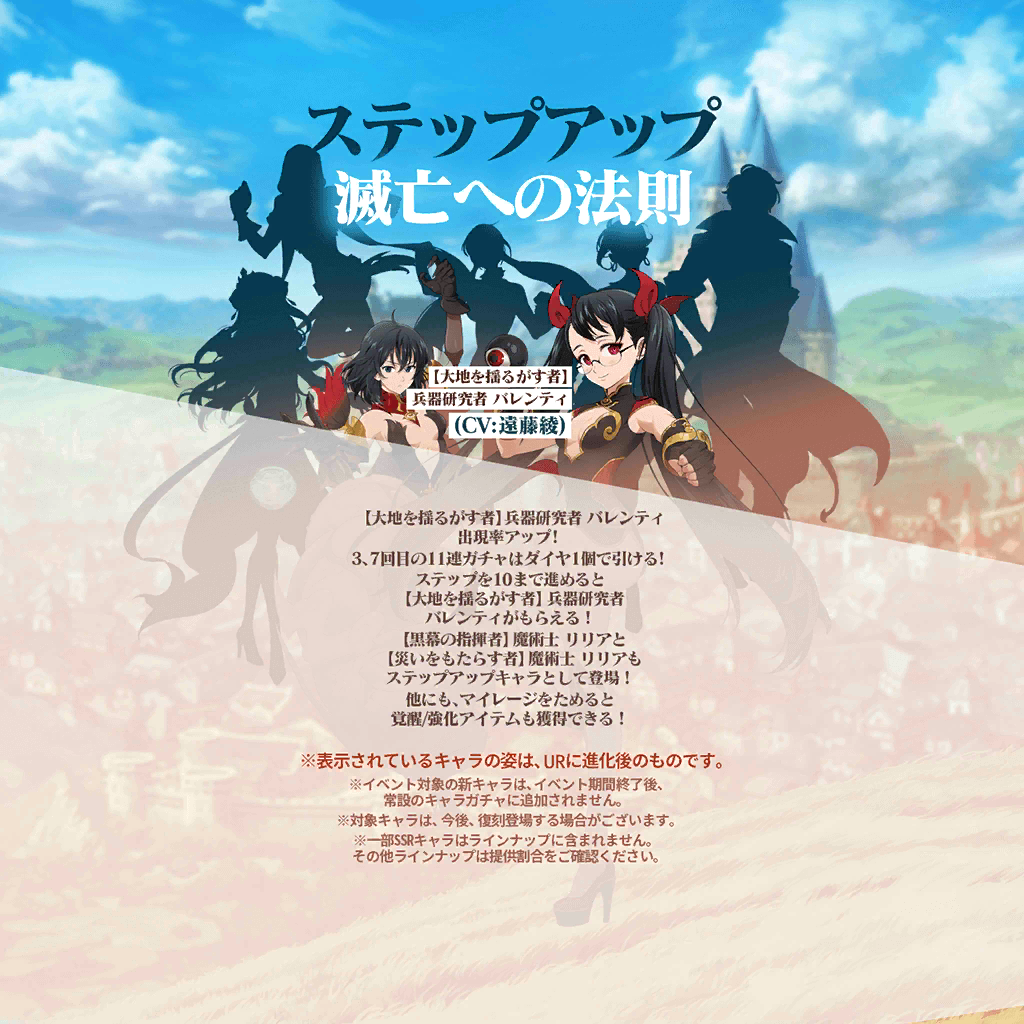 ステップアップ
滅亡への法則
【大地を揺るがす者】
兵器研究者 バレンティ
(CV:遠藤綾)
【大地を揺るがす者】兵器研究者 バレンティ
出現率アップ!
3、7回目の11連ガチャはダイヤ1個で引ける!
ステップを10まで進めると
【大地を揺るがす者】兵器研究者
バレンティがもらえる!
【黒幕の指揮者】魔術士 リリアと
【災いをもたらす者】魔術士 リリアも
ステップアップキャラとして登場!
他にも、マイレージをためると
覚醒/強化アイテムも獲得できる!
※表示されているキャラの姿は、URに進化後のものです。
※イベント対象の新キャラは、イベント期間終了後、
常設のキャラガチャに追加されません。
※対象キャラは、今後、復刻登場する場合がございます。
※一部SSRキャラはラインナップに含まれません。
その他ラインナップは提供割合をご確認ください。